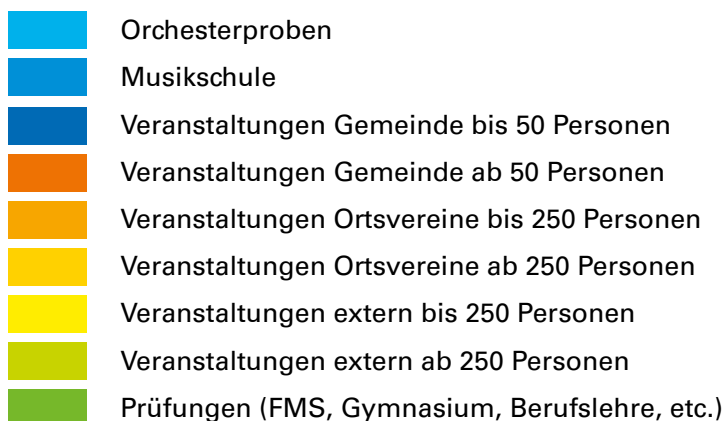 Orchesterproben
Musikschule
Veranstaltungen Gemeinde bis 50 Personen
Veranstaltungen Gemeinde ab 50 Personen
Veranstaltungen Ortsvereine bis 250 Personen
Veranstaltungen Ortsvereine ab 250 Personen
Veranstaltungen extern bis 250 Personen
Veranstaltungen extern ab 250 Personen
Prüfungen (FMS, Gymnasium, Berufslehre, etc.)